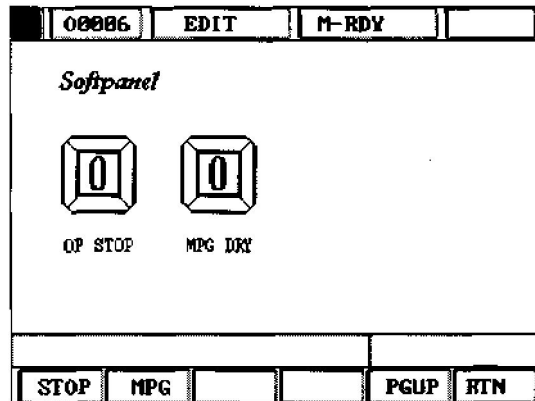 O0006 EDIT M-RDY
Softpanel
0 0
OP STOP MPG DRY
STOP MPG PGUP RTN